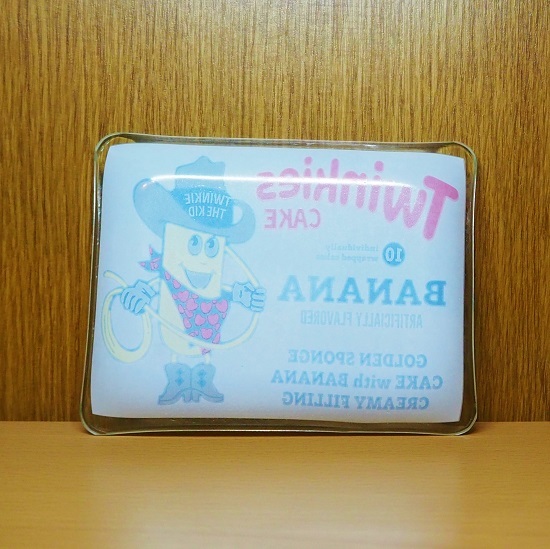 Twinkies
CAKE
TWINKIE
THE KID
10 individually
wrapped cakes
BANANA
ARTIFICIALLY FLAVORED
GOLDEN SPONGE
CAKE with BANANA
CREAMY FILLING